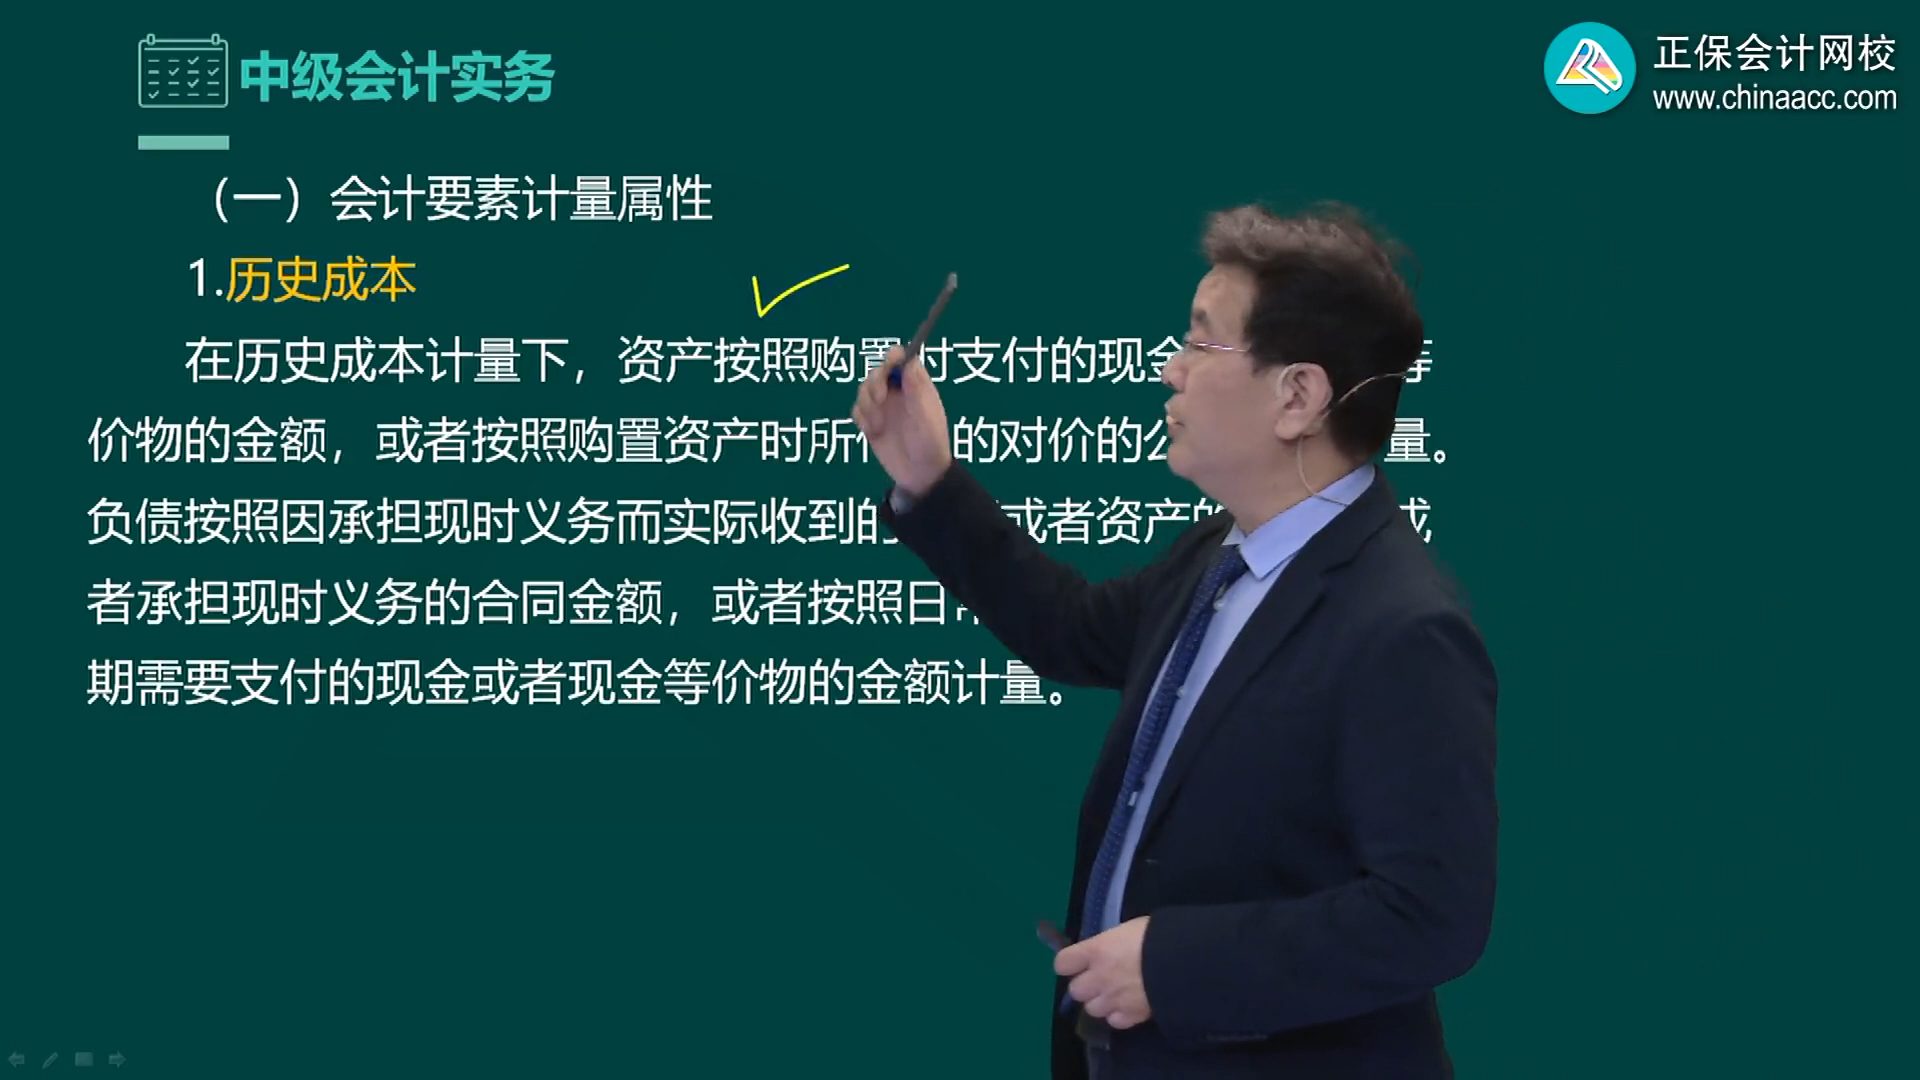 中级会计实务
正保会计网校
www.chinaacc.com
（一）会计要素计量属性
1.历史成本
在历史成本计量下，资产按照购置时支付的现金等
价物的金额，或者按照购置资产时所付的对价的公量。
负债按照因承担现时义务而实际收到的或者资产的或
者承担现时义务的合同金额，或者按照日常
期需要支付的现金或者现金等价物的金额计量。